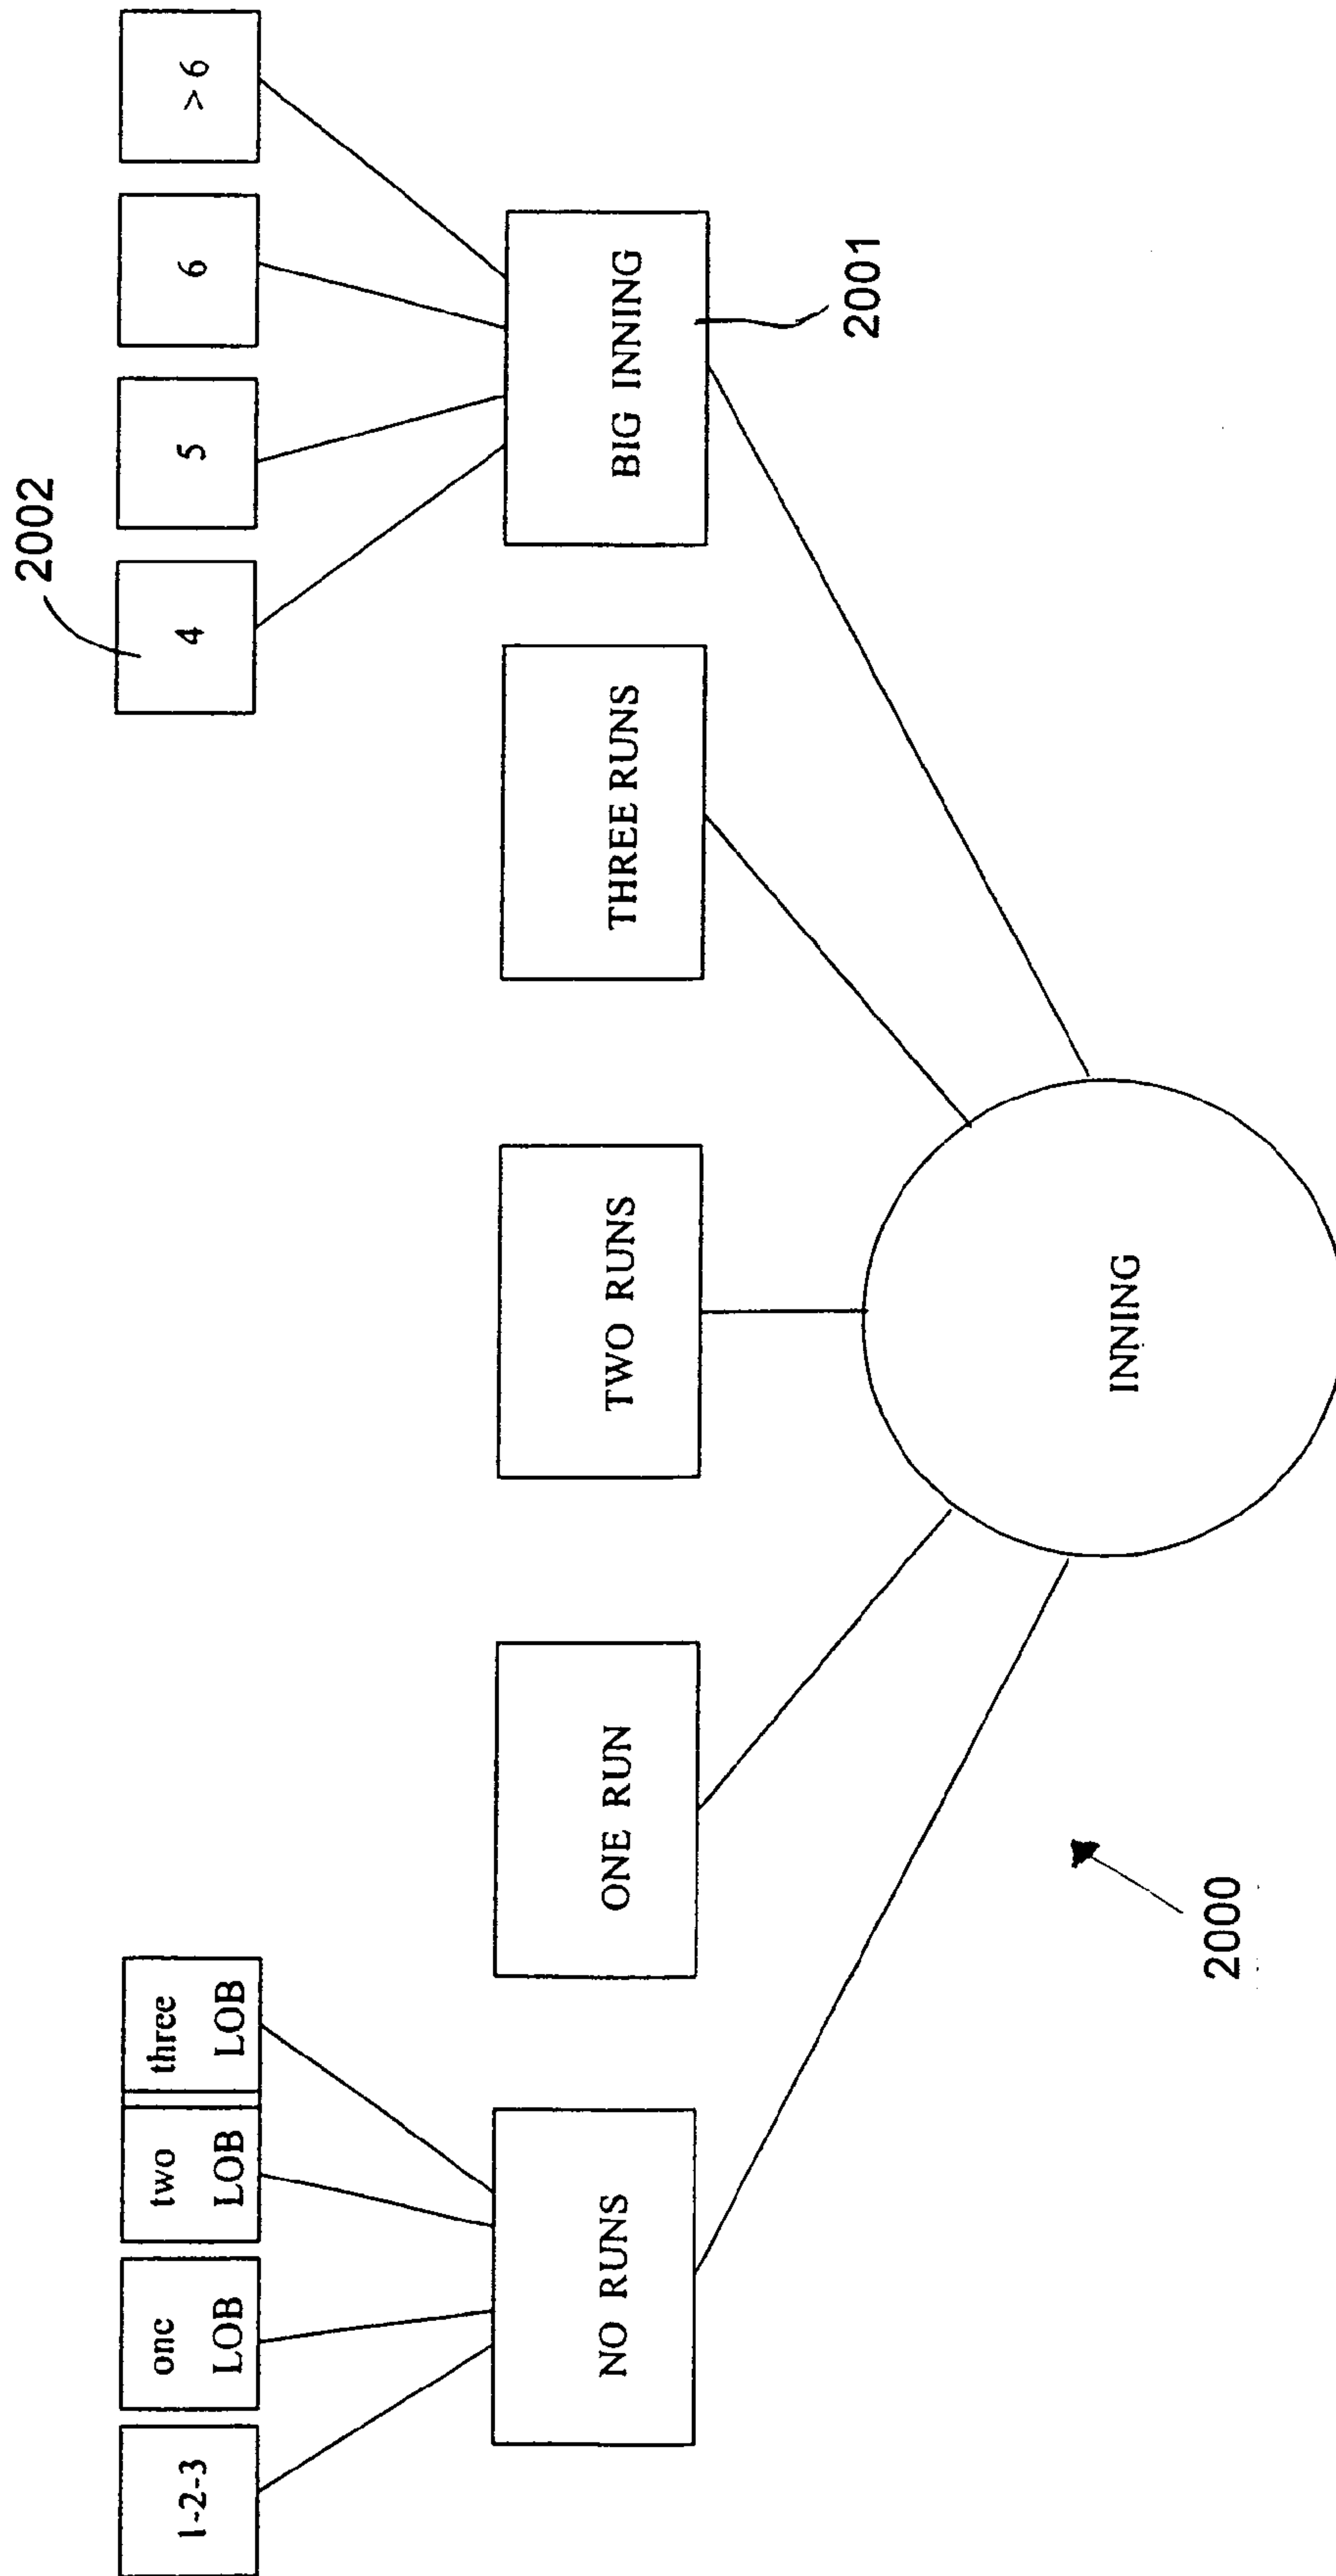 1-2-3
one
LOB
two
LOB
three
LOB
2002
4
5
6
> 6
NO RUNS
ONE RUN
TWO RUNS
THREE RUNS
BIG INNING
2001
INNING
2000